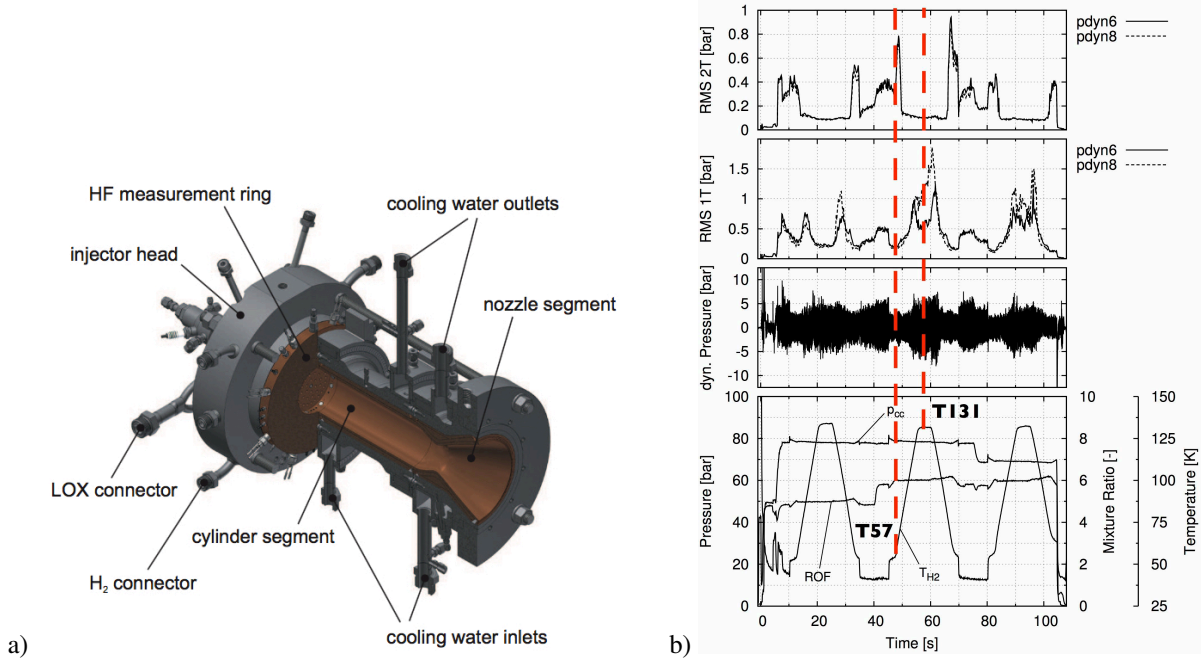 HF measurement ring
injector head
cooling water outlets
nozzle segment
LOX connector
cylinder segment
H₂ connector
cooling water inlets
a)
RMS 2T [bar]
1
0.8
0.6
0.4
0.2
0
pdyn6
pdyn8
RMS 1T [bar]
1.5
1
0.5
0
pdyn6
pdyn8
dyn. Pressure [bar]
10
5
0
-5
-10
Pressure [bar]
100
80
60
40
20
0
p_cc
T131
T57
ROF
T_H2
10
8
6
4
2
0
Mixture Ratio [-]
150
125
100
75
50
25
Temperature [K]
0
20
40
60
80
100
Time [s]
b)